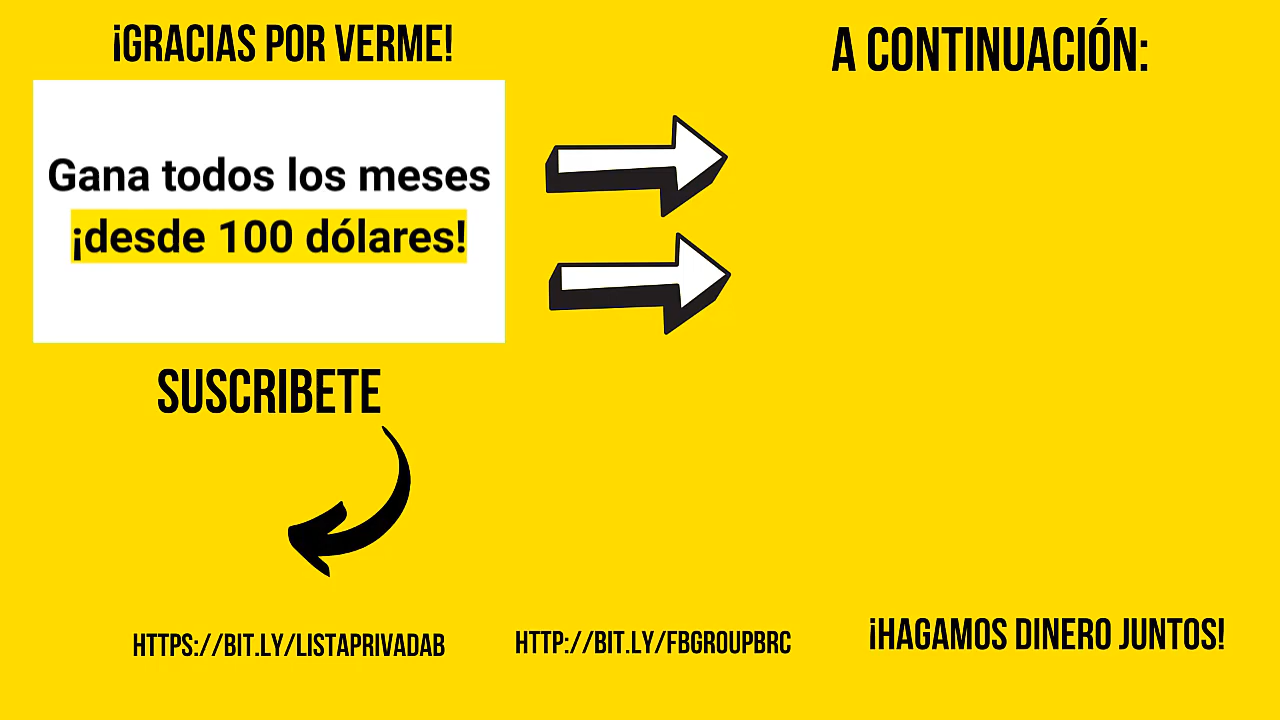 ¡GRACIAS POR VERME!
A CONTINUACIÓN:
Gana todos los meses
¡desde 100 dólares!
SUSCRIBETE
HTTPS://BIT.LY/LISTAPRIVADAB
HTTP://BIT.LY/FBGROUPBRC
¡HAGAMOS DINERO JUNTOS!